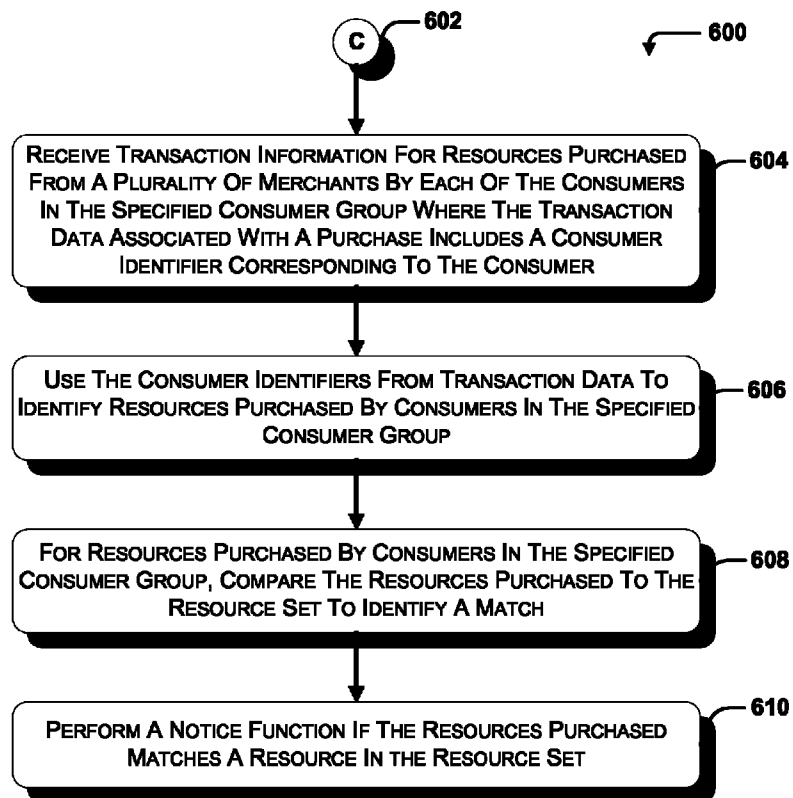 C
602
600
RECEIVE TRANSACTION INFORMATION FOR RESOURCES PURCHASED
FROM A PLURALITY OF MERCHANTS BY EACH OF THE CONSUMERS
IN THE SPECIFIED CONSUMER GROUP WHERE THE TRANSACTION
DATA ASSOCIATED WITH A PURCHASE INCLUDES A CONSUMER
IDENTIFIER CORRESPONDING TO THE CONSUMER
604
USE THE CONSUMER IDENTIFIERS FROM TRANSACTION DATA TO
IDENTIFY RESOURCES PURCHASED BY CONSUMERS IN THE SPECIFIED
CONSUMER GROUP
606
FOR RESOURCES PURCHASED BY CONSUMERS IN THE SPECIFIED
CONSUMER GROUP, COMPARE THE RESOURCES PURCHASED TO THE
RESOURCE SET TO IDENTIFY A MATCH
608
PERFORM A NOTICE FUNCTION IF THE RESOURCES PURCHASED
MATCHES A RESOURCE IN THE RESOURCE SET
610